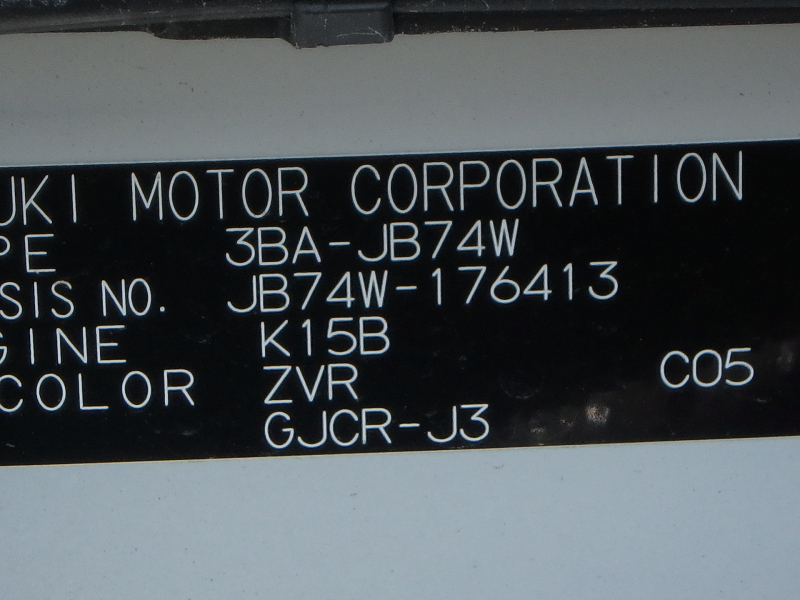 UKI MOTOR CORPORATION
PE 3BA-JB74W
SIS NO. JB74W-176413
GINE K15B
COLOR ZVR C05
GJCR-J3